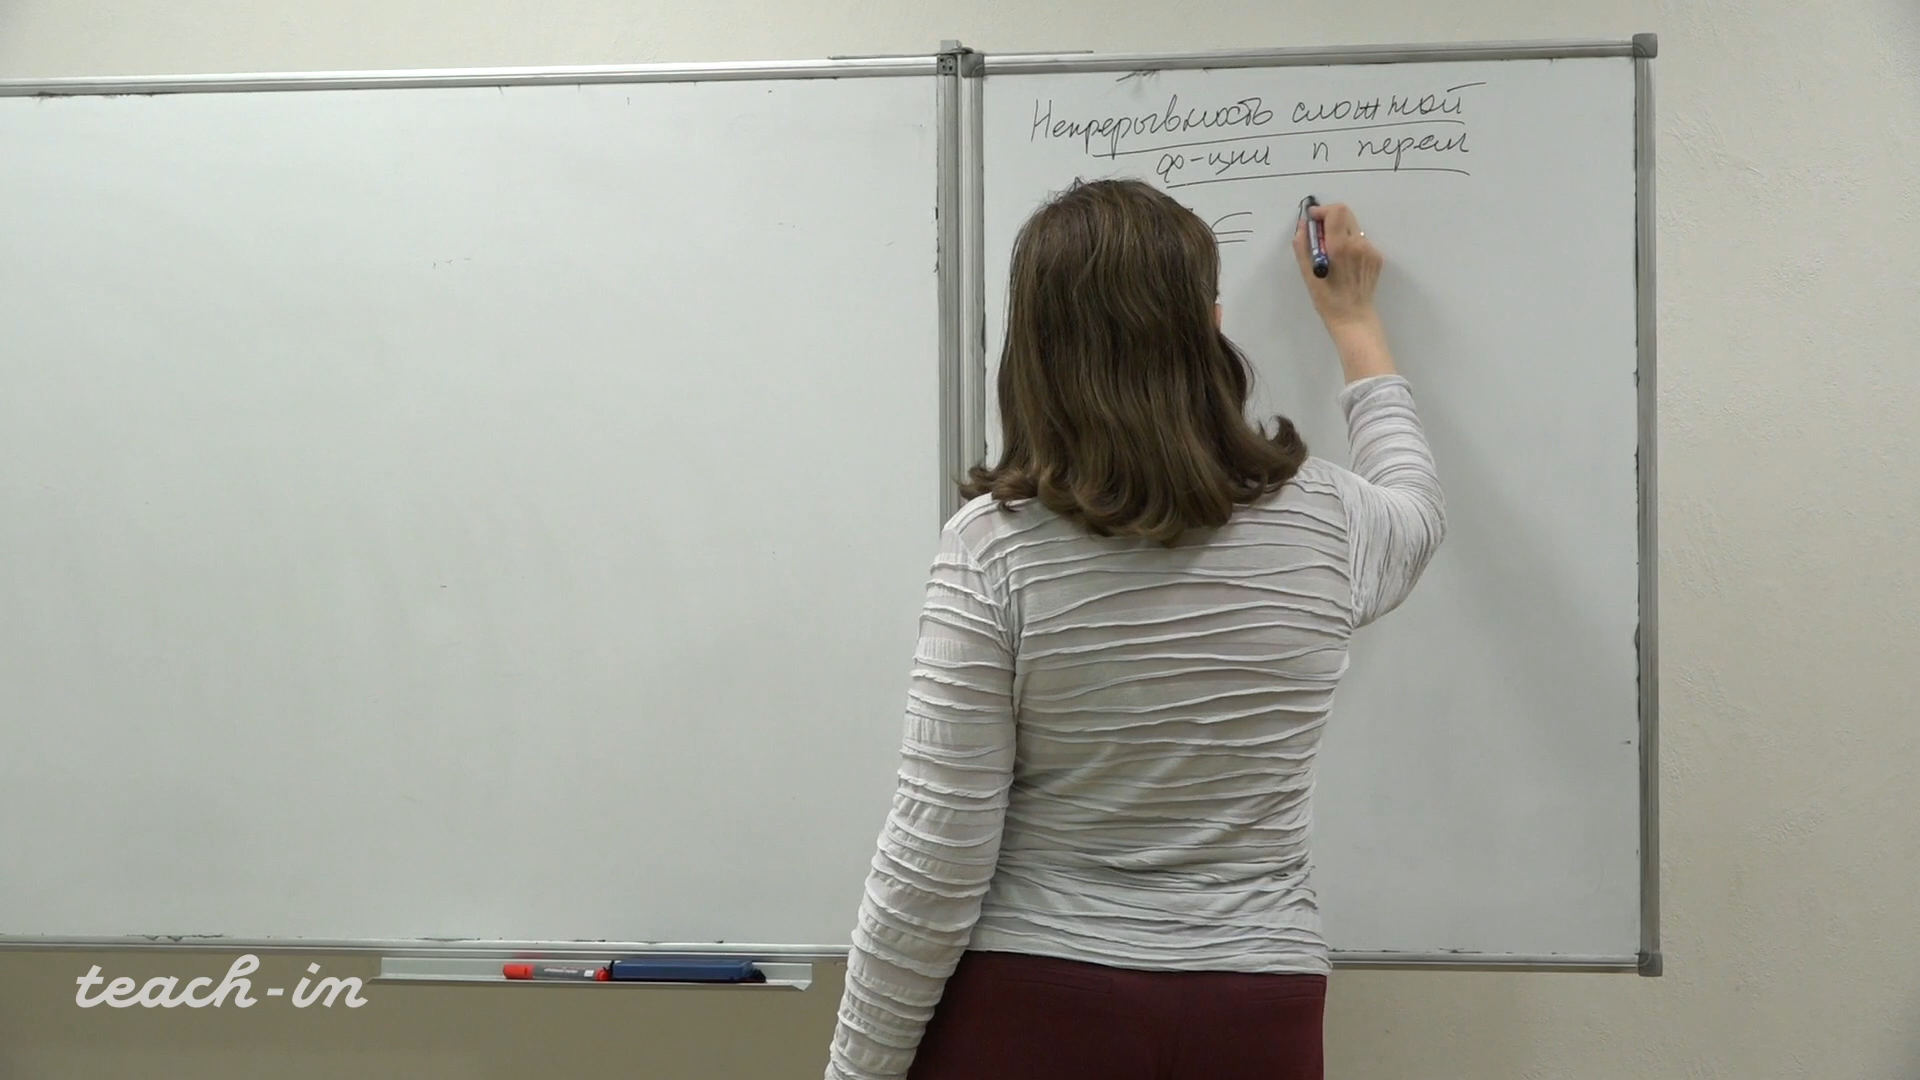 Непрерывность сложной
ф-ции n перем
∈
teach-in